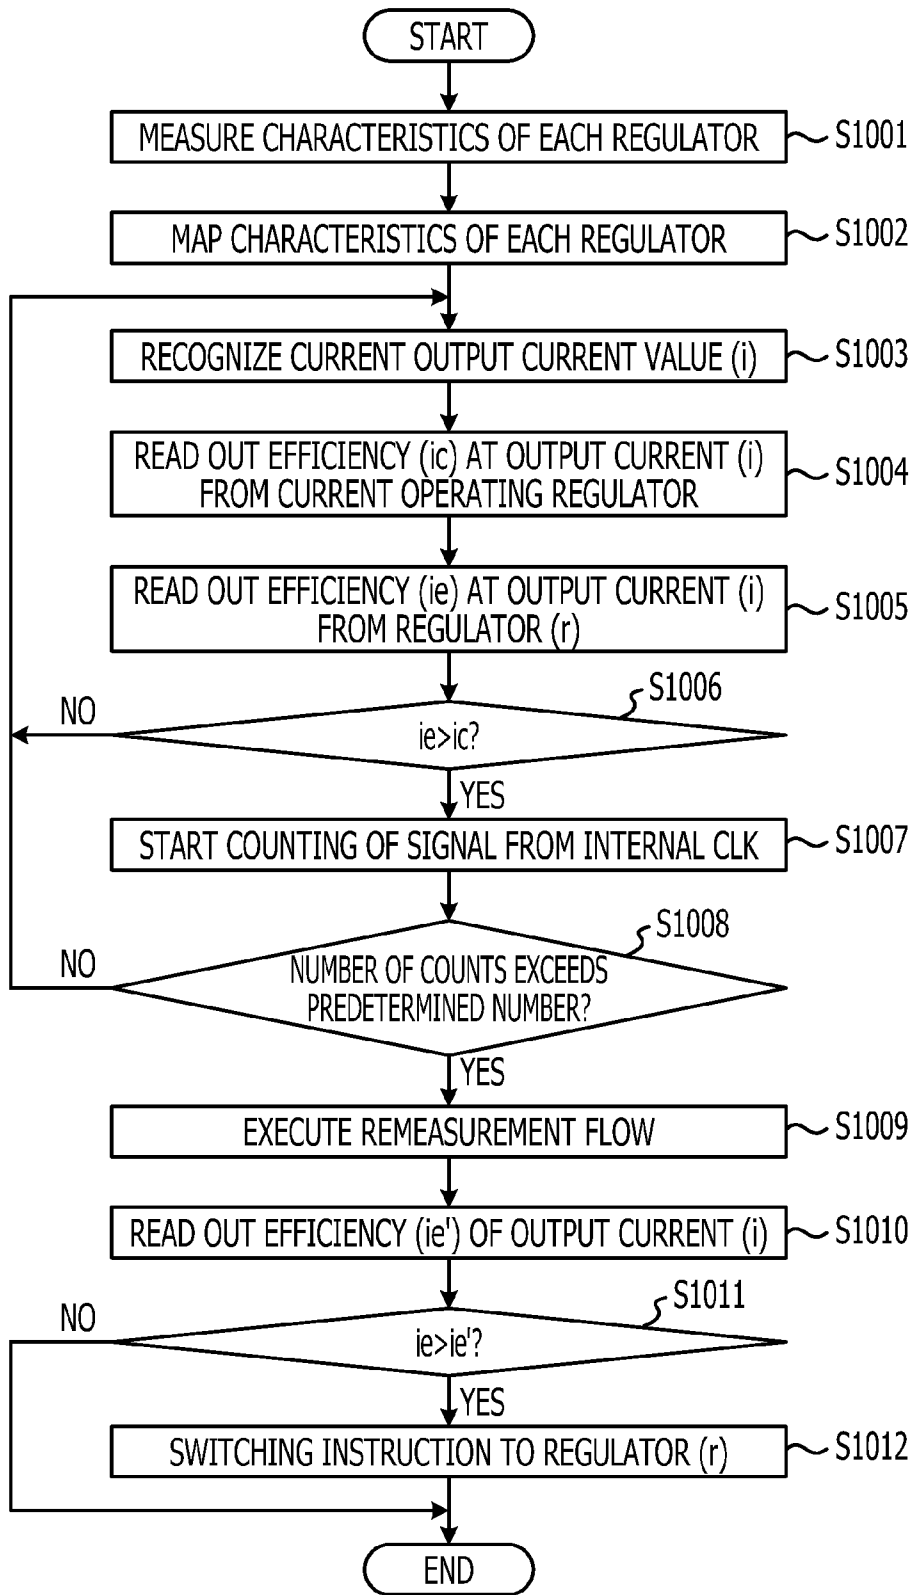 START
MEASURE CHARACTERISTICS OF EACH REGULATOR
S1001
MAP CHARACTERISTICS OF EACH REGULATOR
S1002
RECOGNIZE CURRENT OUTPUT CURRENT VALUE (i)
S1003
READ OUT EFFICIENCY (ic) AT OUTPUT CURRENT (i)
FROM CURRENT OPERATING REGULATOR
S1004
READ OUT EFFICIENCY (ie) AT OUTPUT CURRENT (i)
FROM REGULATOR (r)
S1005
S1006
NO
ie>ic?
YES
START COUNTING OF SIGNAL FROM INTERNAL CLK
S1007
S1008
NO
NUMBER OF COUNTS EXCEEDS
PREDETERMINED NUMBER?
YES
EXECUTE REMEASUREMENT FLOW
S1009
READ OUT EFFICIENCY (ie') OF OUTPUT CURRENT (i)
S1010
S1011
NO
ie>ie'?
YES
SWITCHING INSTRUCTION TO REGULATOR (r)
S1012
END